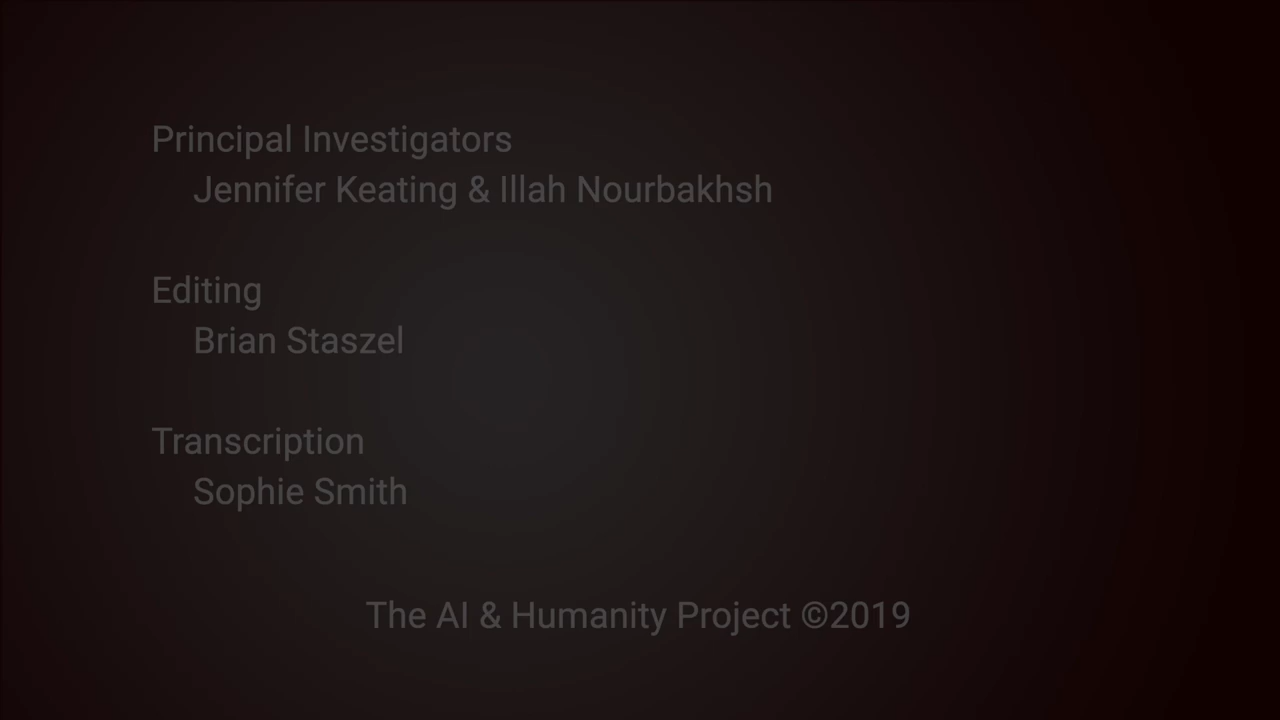 Principal Investigators
Jennifer Keating & Illah Nourbakhsh
Editing
Brian Staszel
Transcription
Sophie Smith
The AI & Humanity Project ©2019